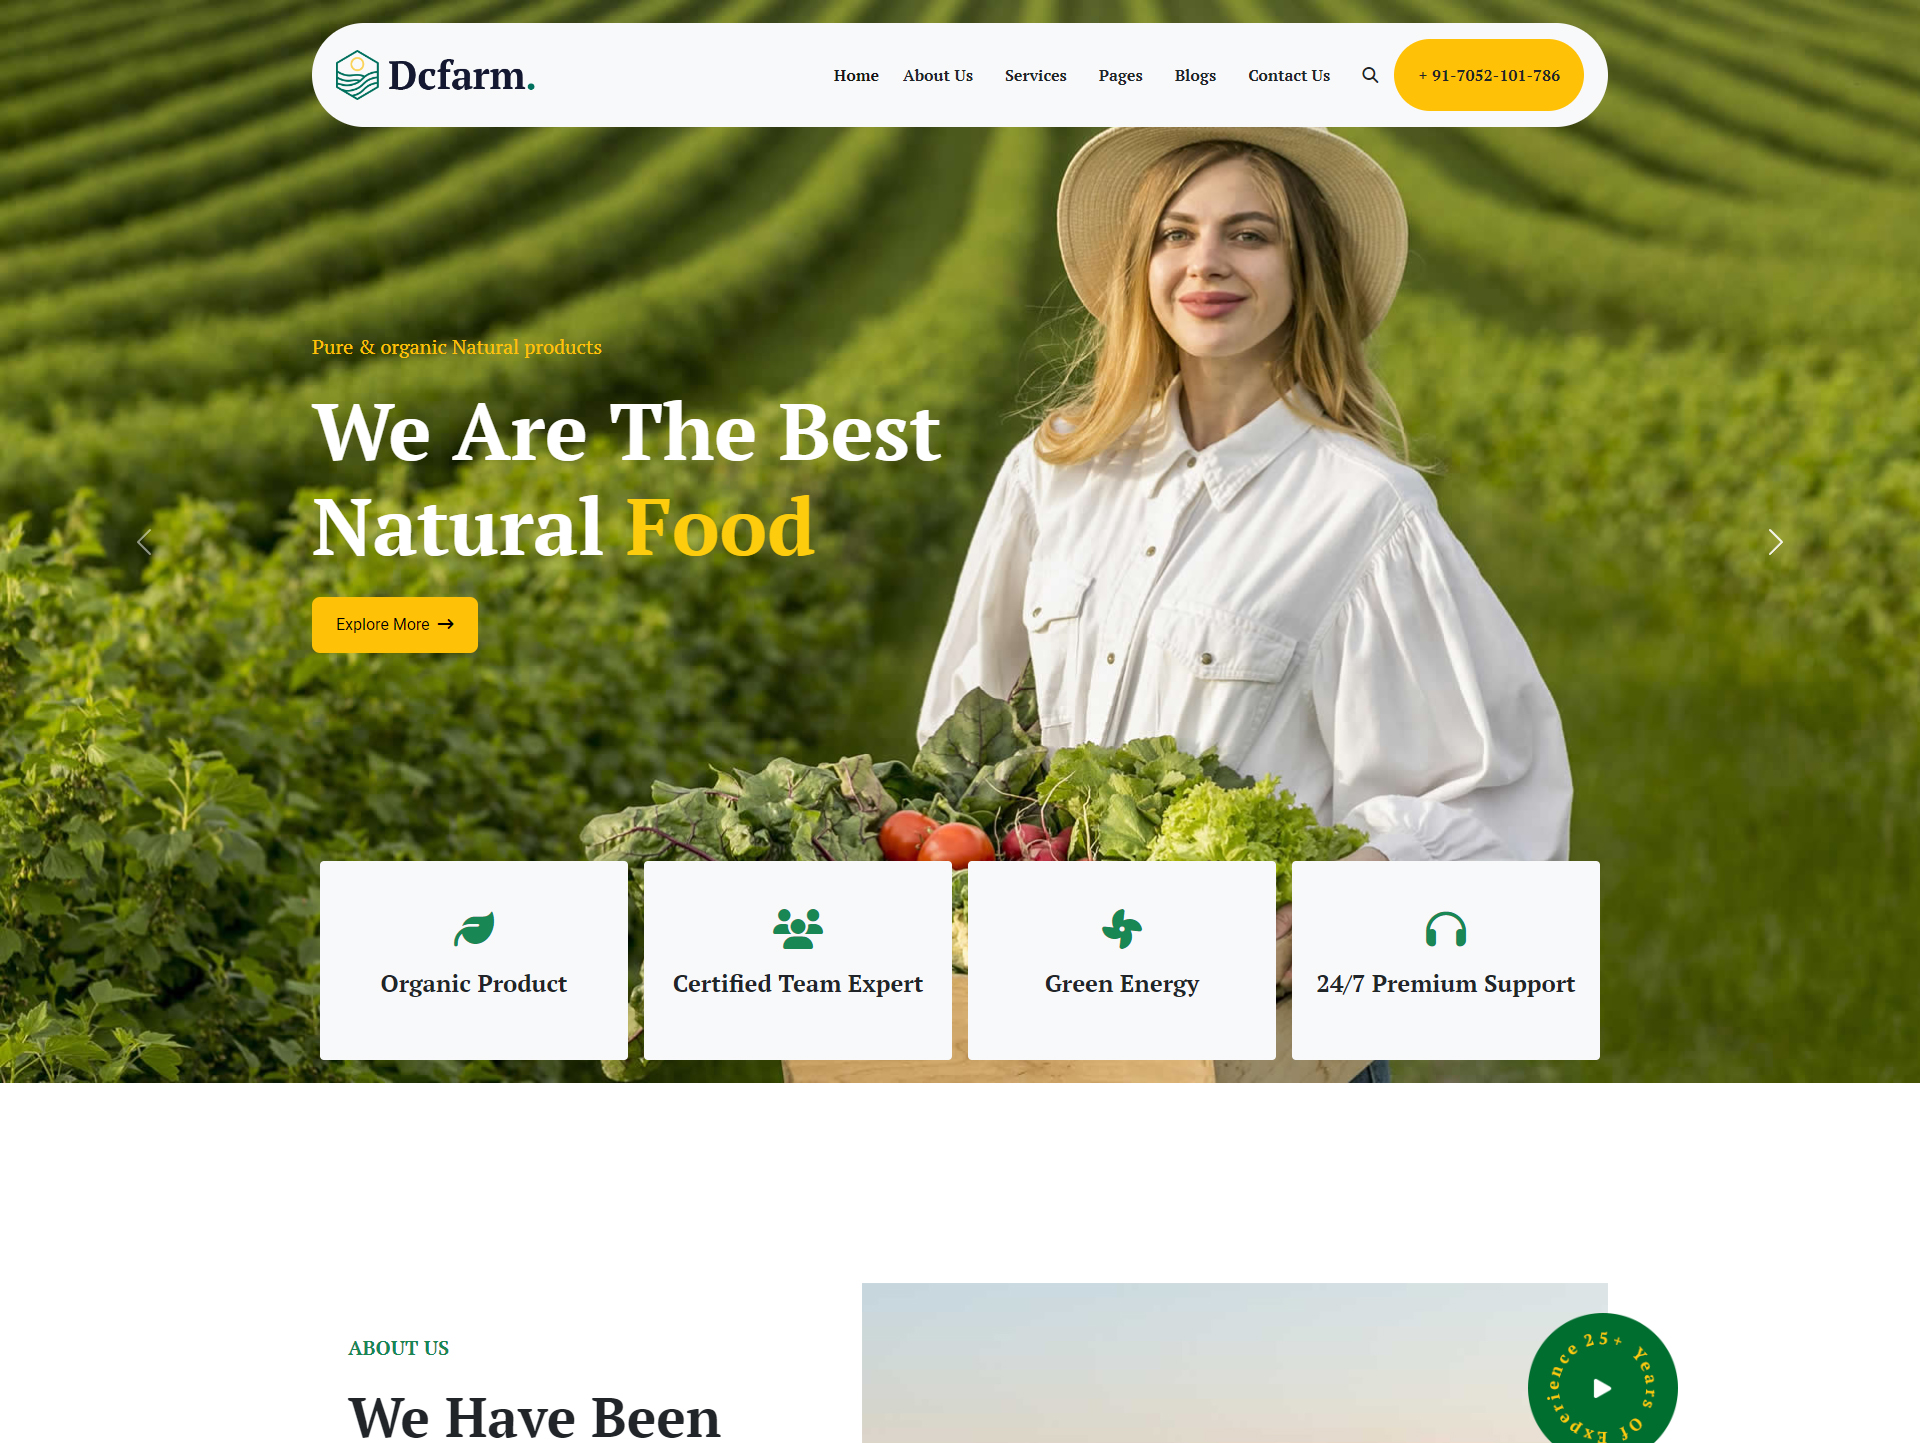 Dcfarm.
Home
About Us
Services
Pages
Blogs
Contact Us
+ 91-7052-101-786
Pure & organic Natural products
We Are The Best
Natural Food
Explore More
Organic Product
Certified Team Expert
Green Energy
24/7 Premium Support
ABOUT US
25+ Years Of Experience
We Have Been